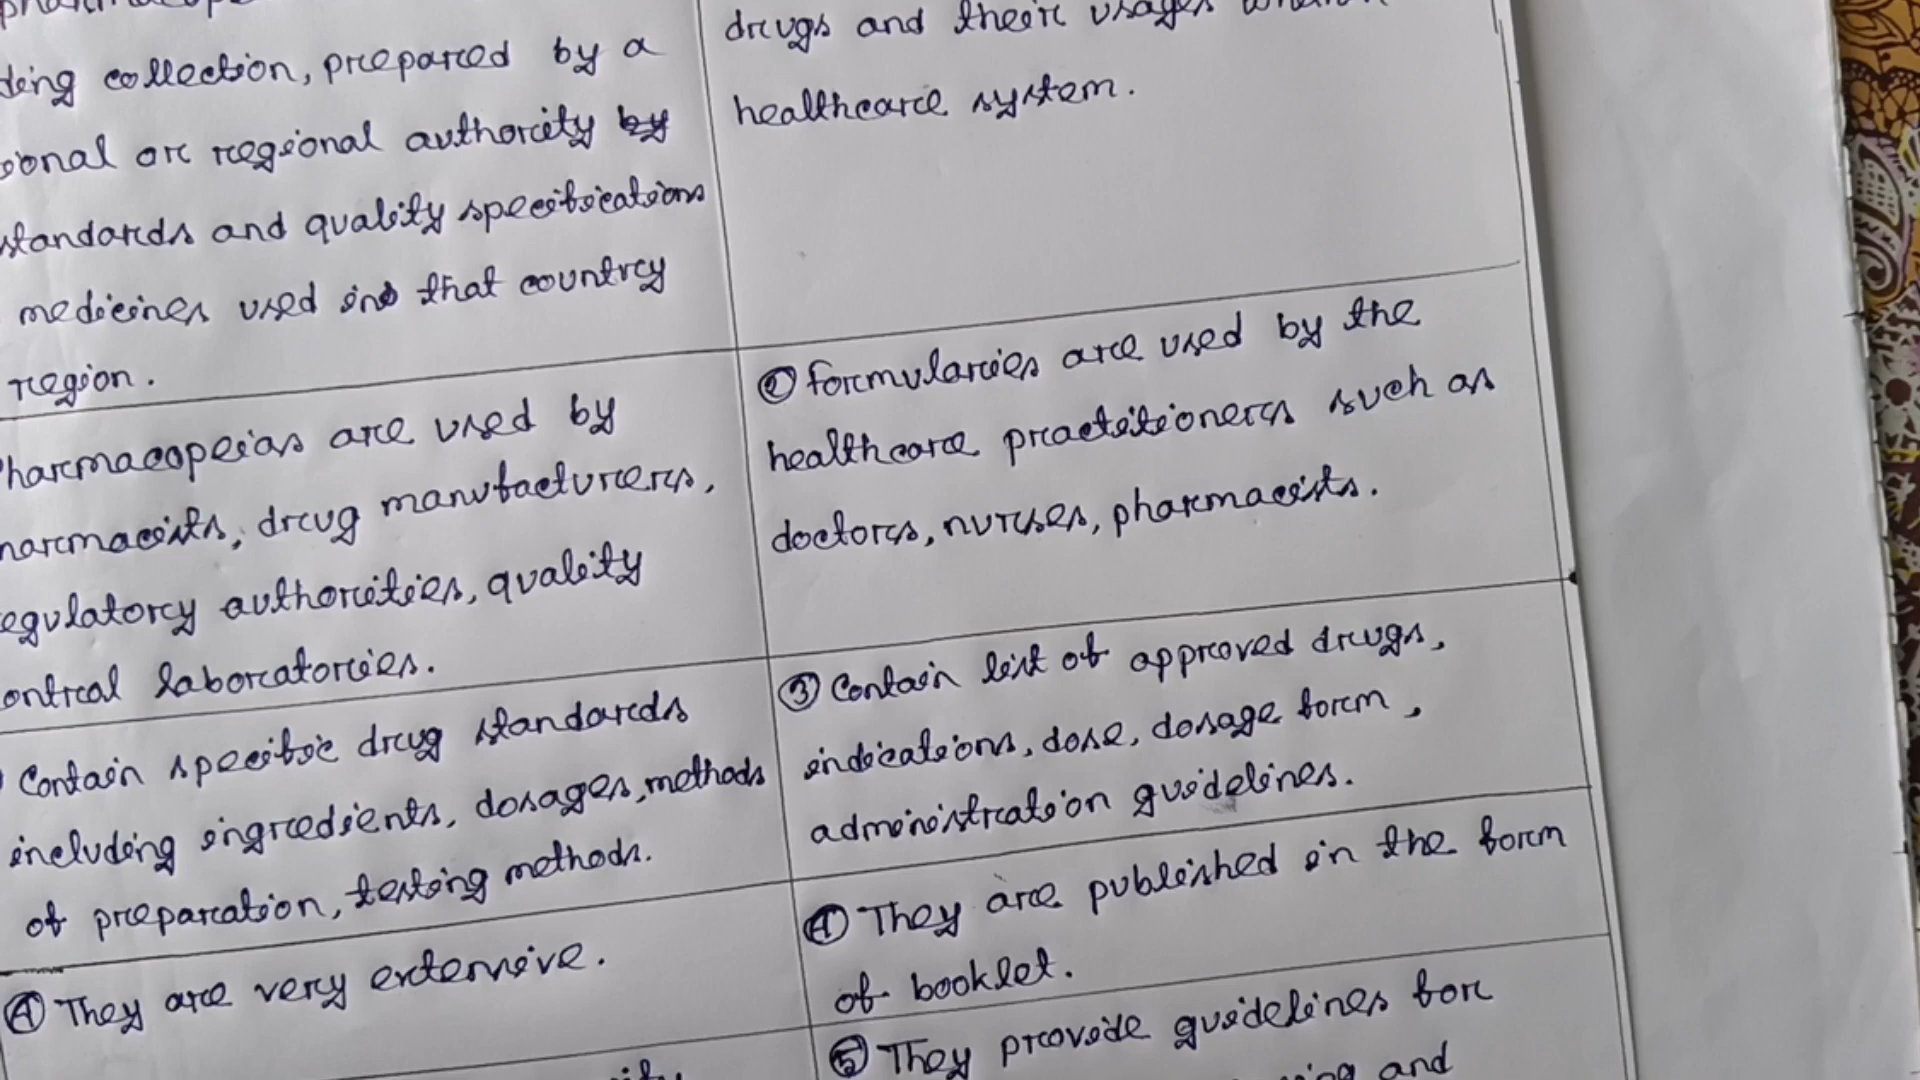 collection, prepared by a
or regional authority by
standards and quality specifications
medicines used in that country
region.
harmacopeias are used by
harmacists, drug manufacturers,
egulatory authorities, quality
ontrol laboratories.
Contain specific drug standards
including ingredients, dosages, methods
of preparation, testing methods.
④ They are very extensive.
drugs and their usages
healthcare system.
② formularies are used by the
healthcare practitioners such as
doctors, nurses, pharmacists.
③ Contain list of approved drugs,
indications, dose, dosage form,
administration guidelines.
④ They are published in the form
of booklet.
⑤ They provide guidelines for
and